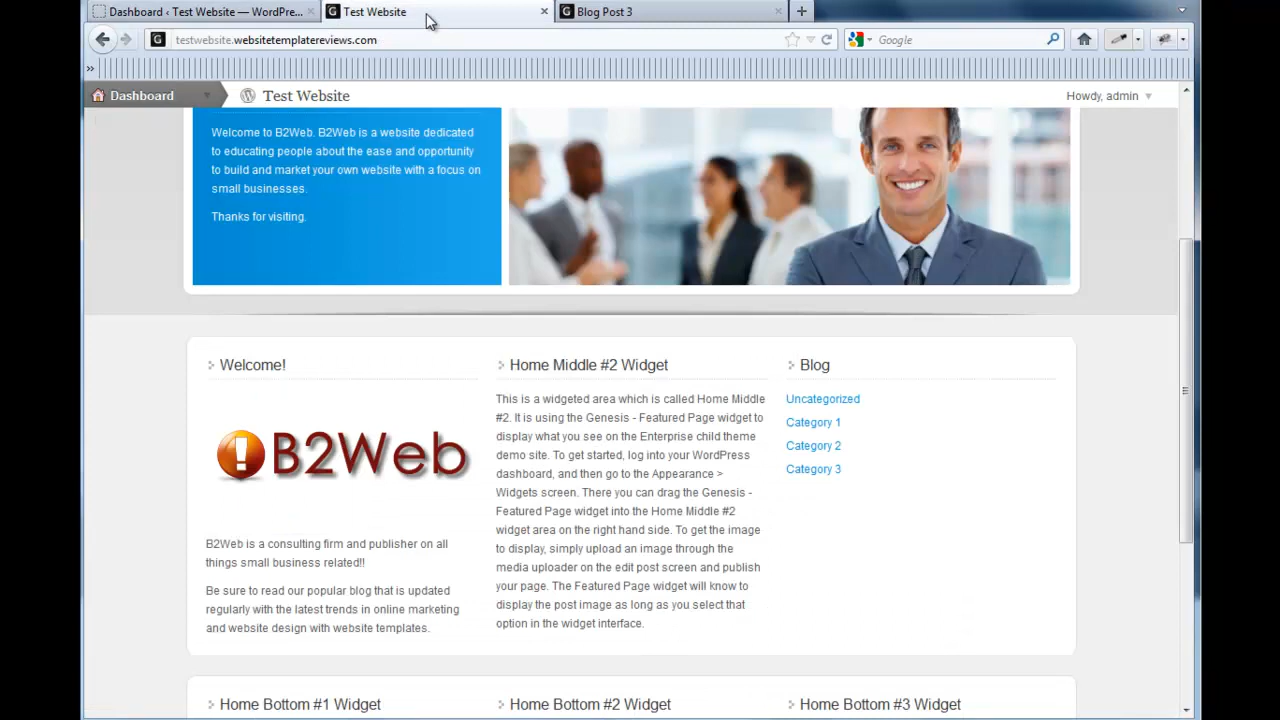 Dashboard ‹ Test Website — WordPre...
Test Website
Blog Post 3
testwebsite.websitetemplatereviews.com
Google
Dashboard
Test Website
Howdy, admin
Welcome to B2Web. B2Web is a website dedicated
to educating people about the ease and opportunity
to build and market your own website with a focus on
small businesses.
Thanks for visiting.
Welcome!
B2Web
B2Web is a consulting firm and publisher on all
things small business related!!
Be sure to read our popular blog that is updated
regularly with the latest trends in online marketing
and website design with website templates.
Home Middle #2 Widget
This is a widgeted area which is called Home Middle
#2. It is using the Genesis - Featured Page widget to
display what you see on the Enterprise child theme
demo site. To get started, log into your WordPress
dashboard, and then go to the Appearance >
Widgets screen. There you can drag the Genesis -
Featured Page widget into the Home Middle #2
widget area on the right hand side. To get the image
to display, simply upload an image through the
media uploader on the edit post screen and publish
your page. The Featured Page widget will know to
display the post image as long as you select that
option in the widget interface.
Blog
Uncategorized
Category 1
Category 2
Category 3
Home Bottom #1 Widget
Home Bottom #2 Widget
Home Bottom #3 Widget